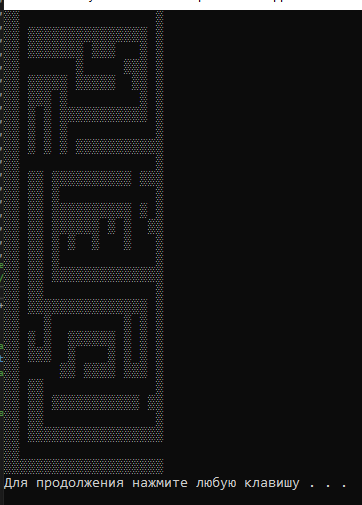 Для продолжения нажмите любую клавишу . . .